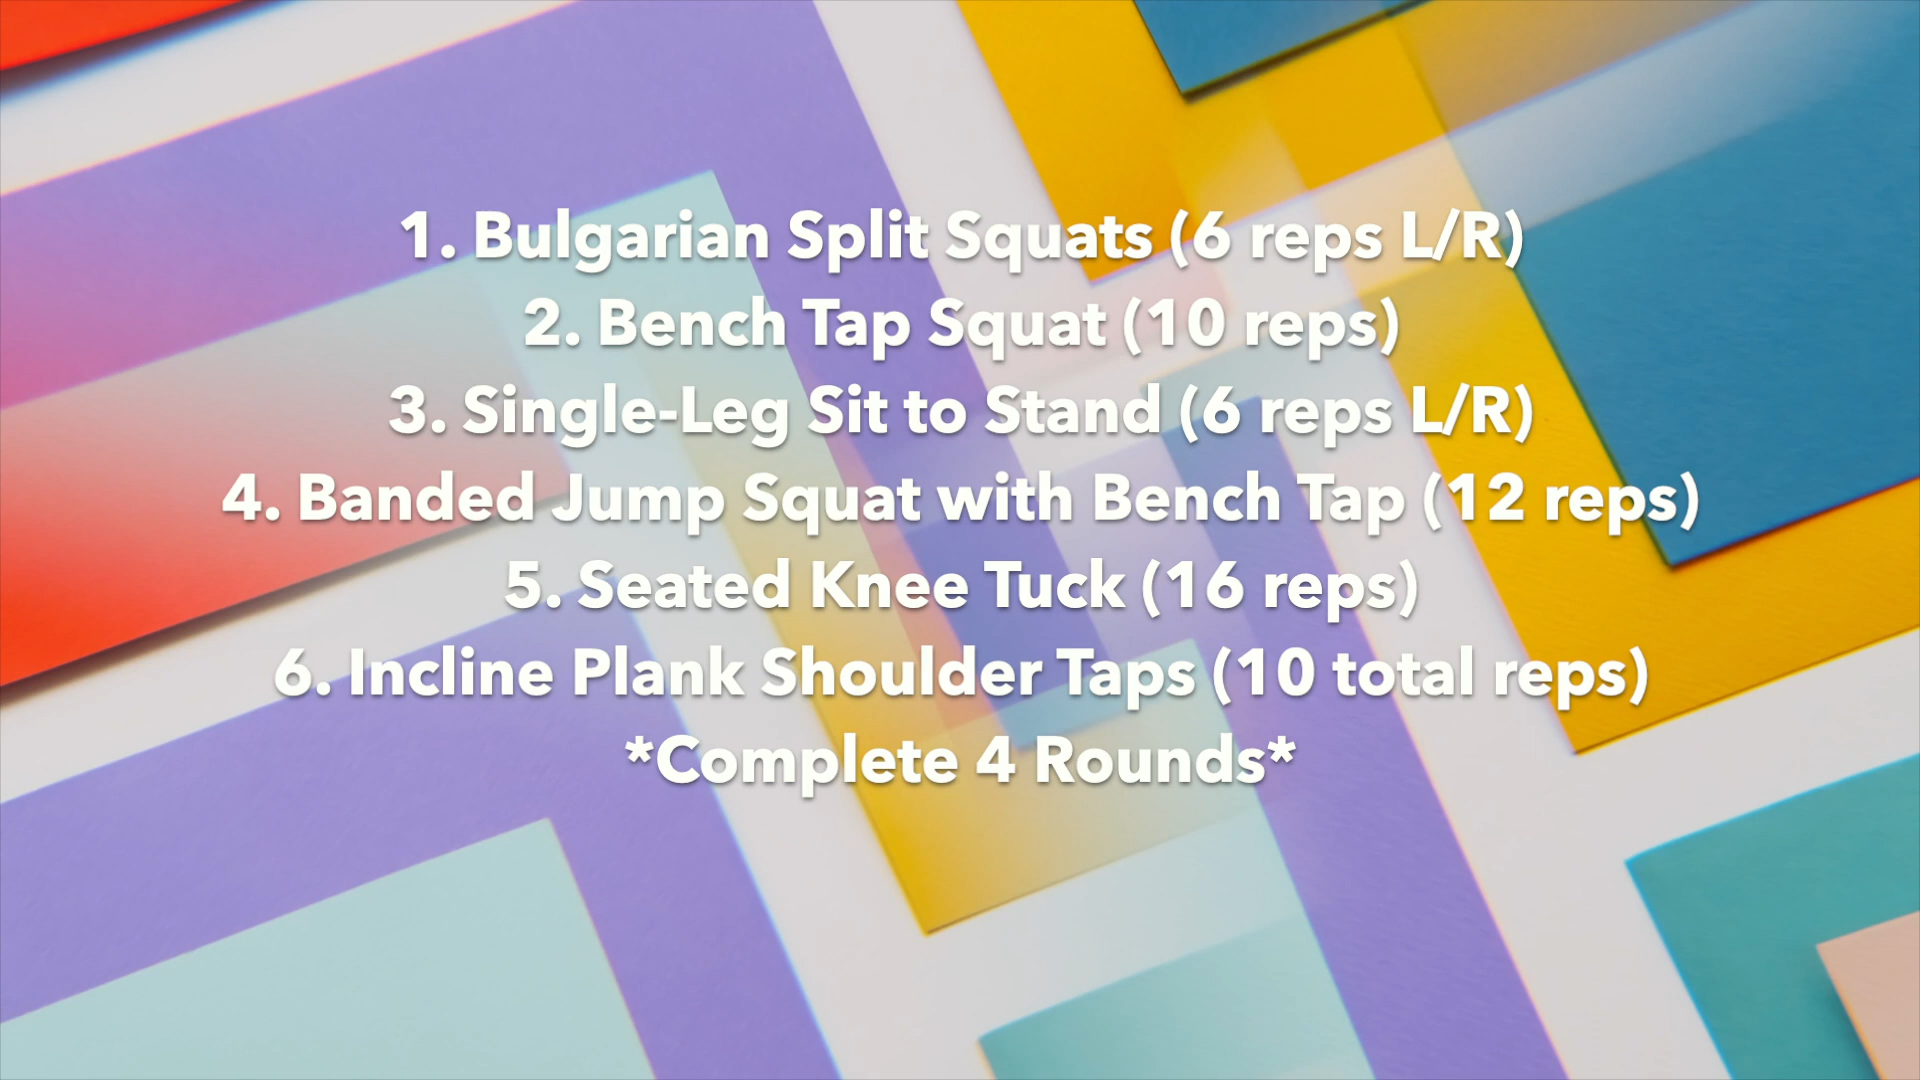 1. Bulgarian Split Squats (6 reps L/R)
2. Bench Tap Squat (10 reps)
3. Single-Leg Sit to Stand (6 reps L/R)
4. Banded Jump Squat with Bench Tap (12 reps)
5. Seated Knee Tuck (16 reps)
6. Incline Plank Shoulder Taps (10 total reps)
*Complete 4 Rounds*